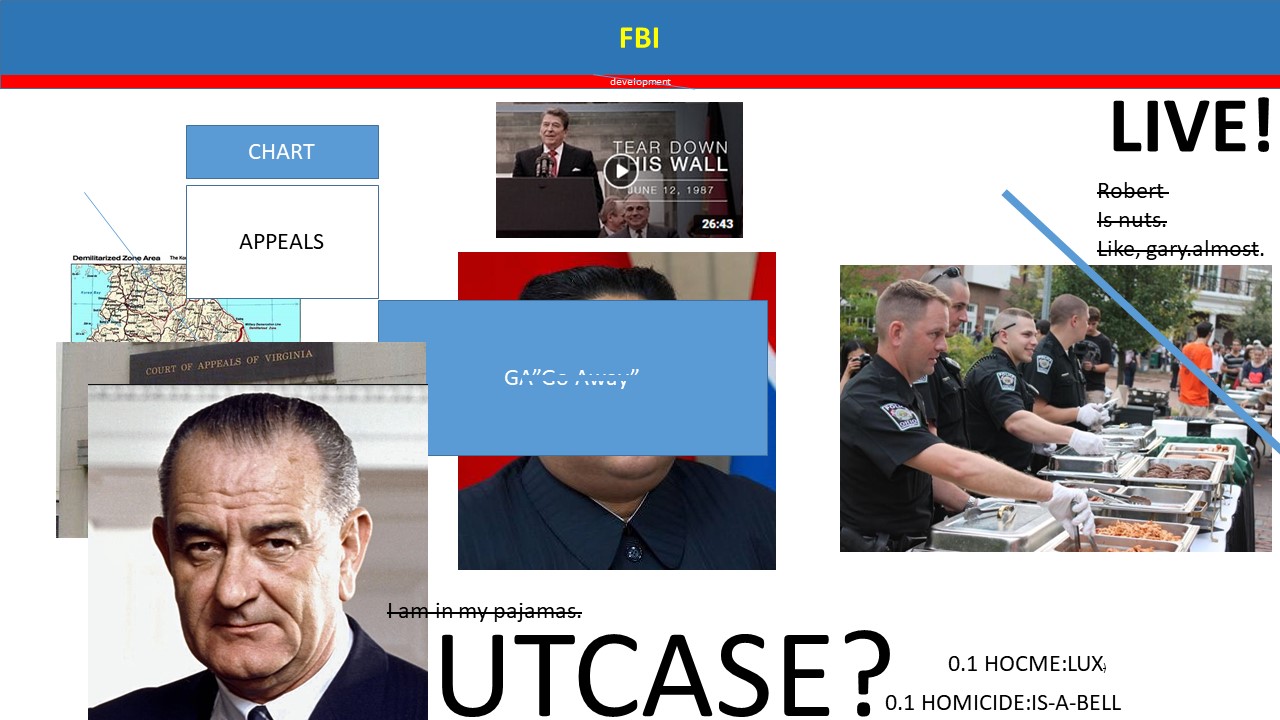 FBI
development
LIVE!
CHART
TEAR DOWN
THIS WALL
JUNE 12, 1987
26:43
Robert
Is nuts.
Like, gary.almost.
APPEALS
Demilitarized Zone Area
COURT OF APPEALS OF VIRGINIA
GA"Go Away"
POLICE
I am in my pajamas.
UTCASE?
0.1 HOCME:LUX
0.1 HOMICIDE:IS-A-BELL